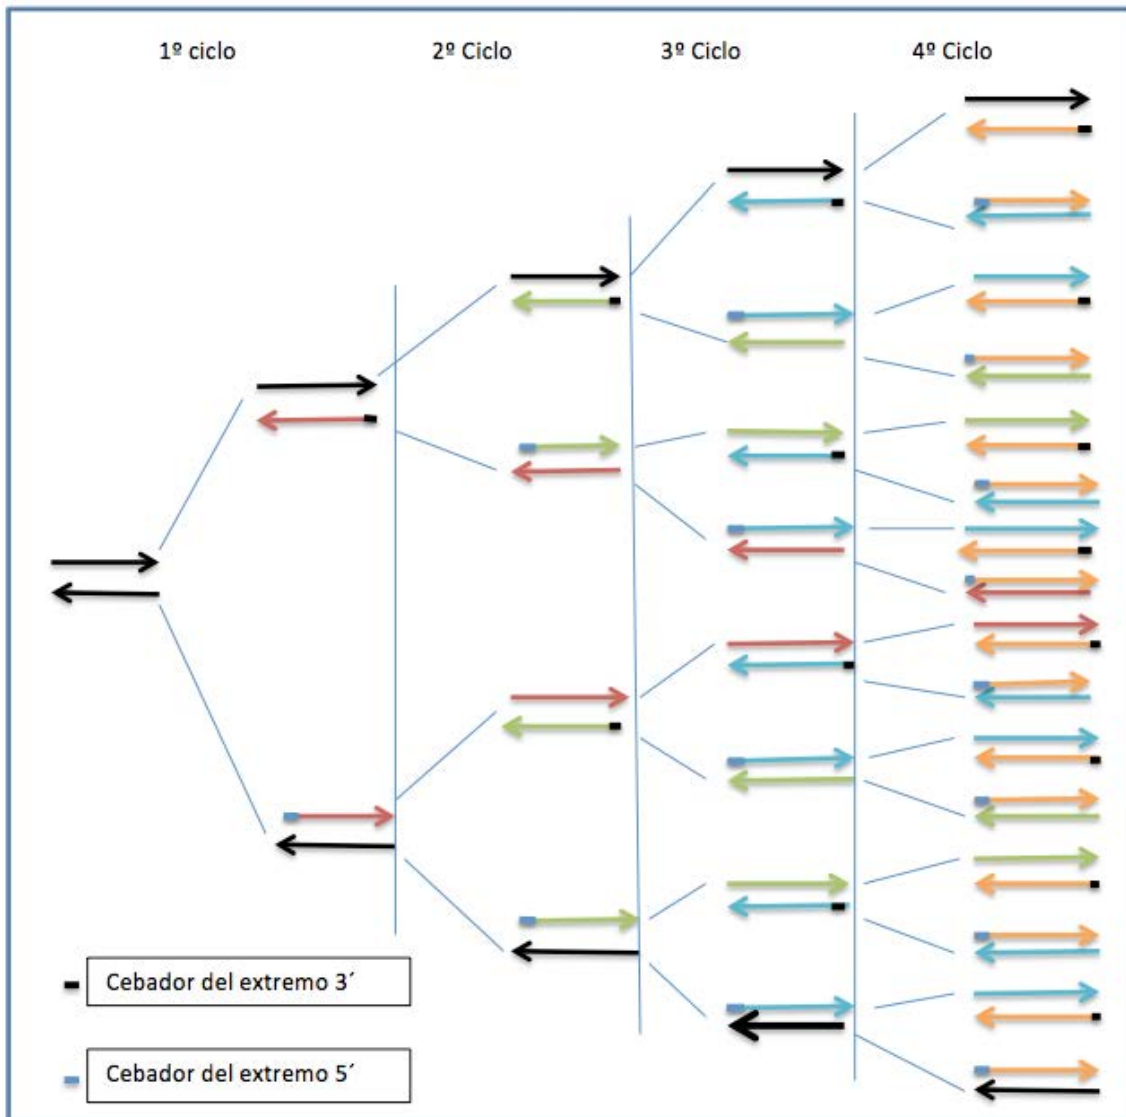 1º ciclo 2º Ciclo 3º Ciclo 4º Ciclo
Cebador del extremo 3´
Cebador del extremo 5´